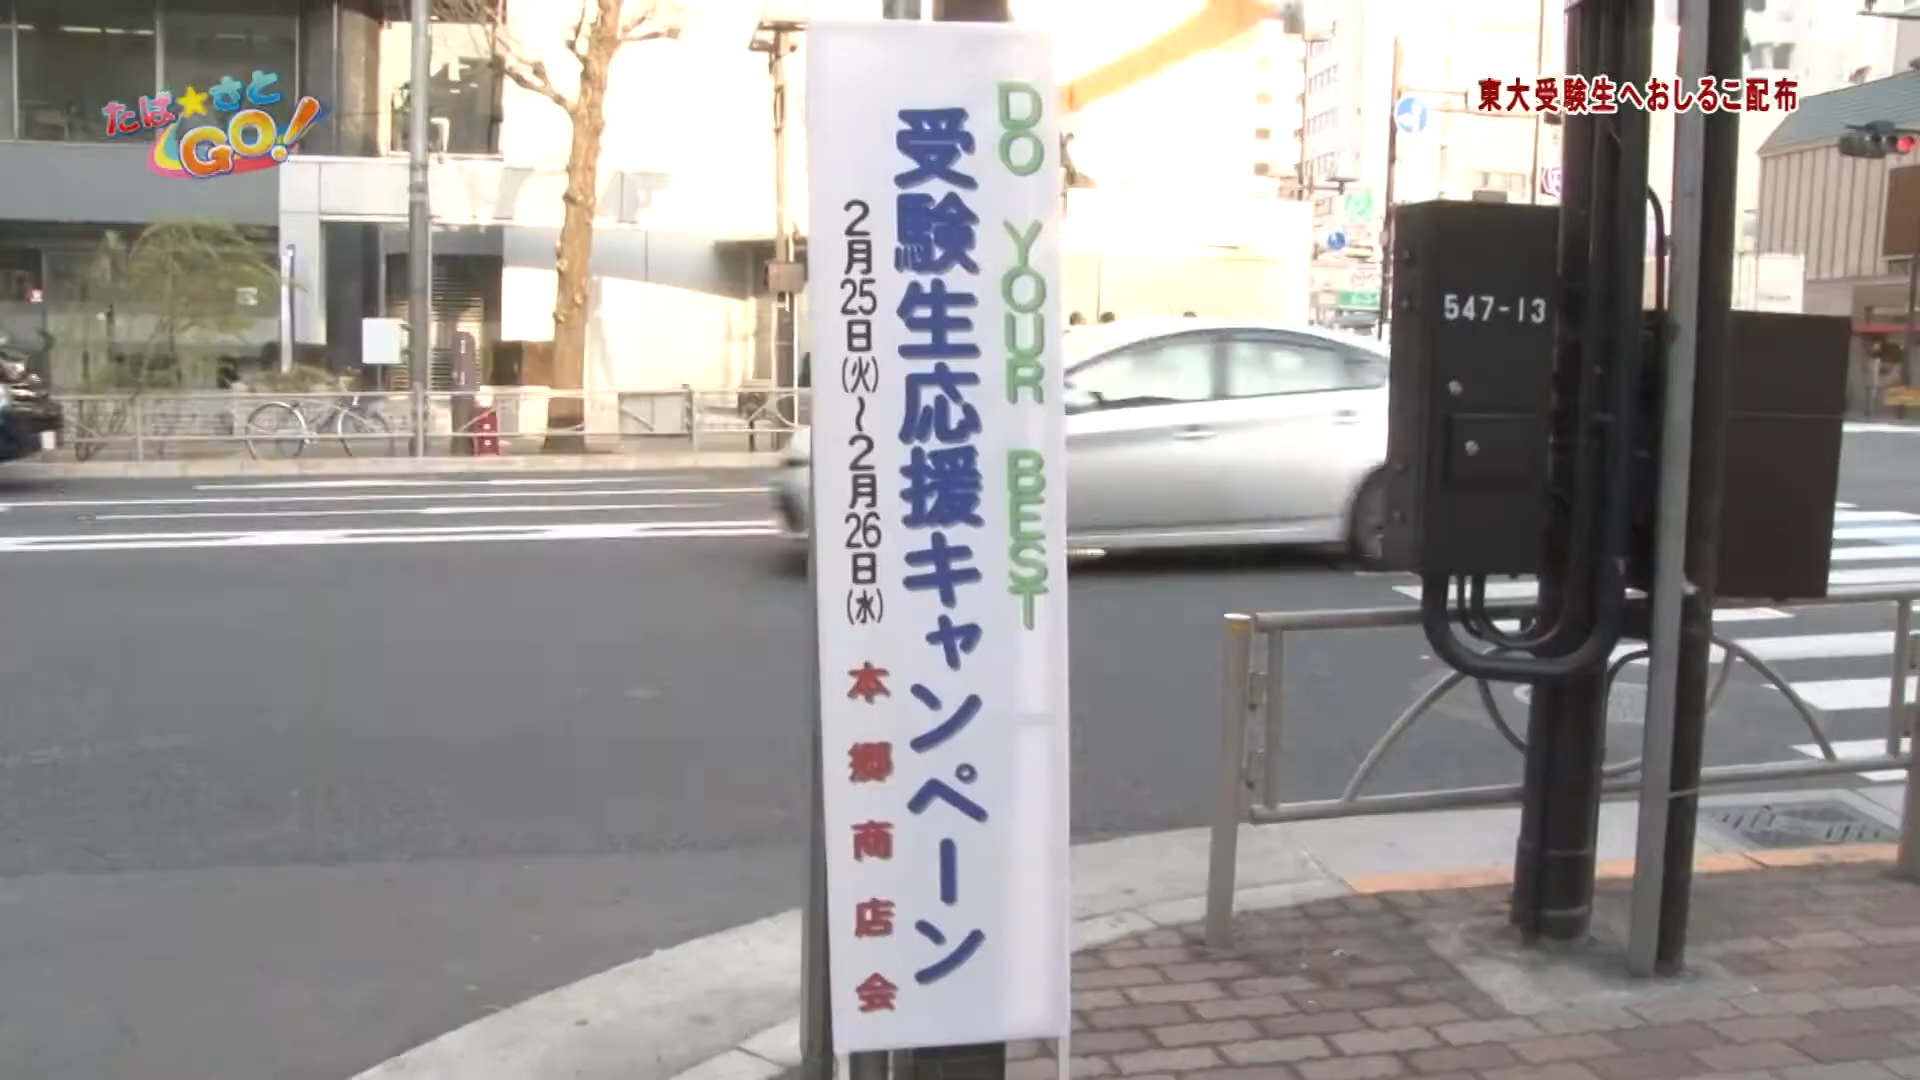 たば★さと
GO!
東大受験生へおしるこ配布
DO YOUR BEST
受験生応援キャンペーン
2月25日(火)~2月26日(水)
本郷商店会
547-13